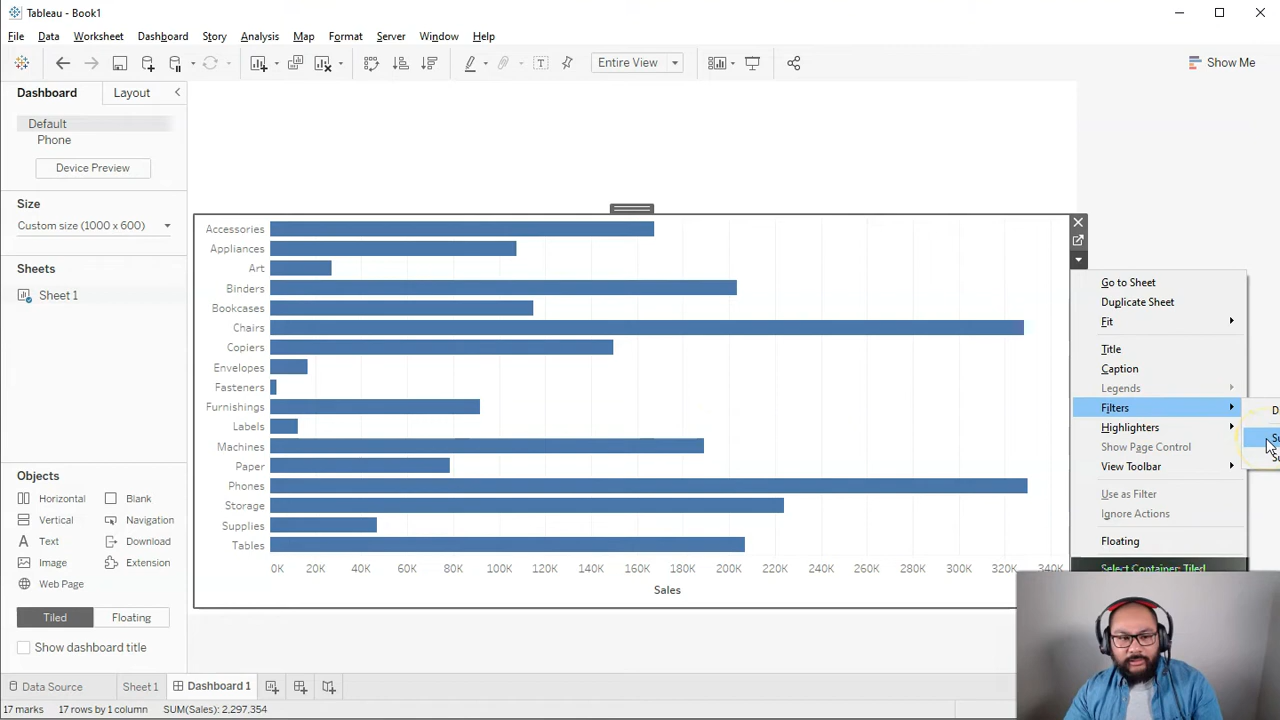 Tableau - Book1
File Data Worksheet Dashboard Story Analysis Map Format Server Window Help
Entire View
Show Me
Dashboard Layout
Default
Phone
Device Preview
Size
Custom size (1000 x 600)
Sheets
Sheet 1
Objects
Horizontal Blank
Vertical Navigation
Text Download
Image Extension
Web Page
Tiled Floating
Show dashboard title
Accessories
Appliances
Art
Binders
Bookcases
Chairs
Copiers
Envelopes
Fasteners
Furnishings
Labels
Machines
Paper
Phones
Storage
Supplies
Tables
0K 20K 40K 60K 80K 100K 120K 140K 160K 180K 200K 220K 240K 260K 280K 300K 320K 340K
Sales
Go to Sheet
Duplicate Sheet
Fit
Title
Caption
Legends
Filters
Highlighters
Show Page Control
View Toolbar
Use as Filter
Ignore Actions
Floating
Select Container: Tiled
Data Source Sheet 1 Dashboard 1
17 marks 17 rows by 1 column SUM(Sales): 2,297,354